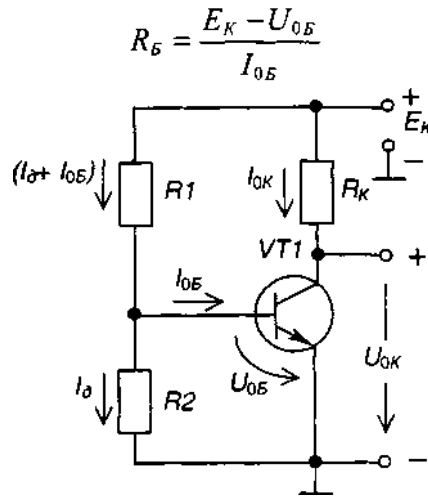 R_Б = (E_К − U_0Б) / I_0Б
+
E_К
−
(I_д + I_0Б)
R1
I_0К
R_К
VT1
+
I_0Б
U_0Б
U_0К
I_д
R2
−